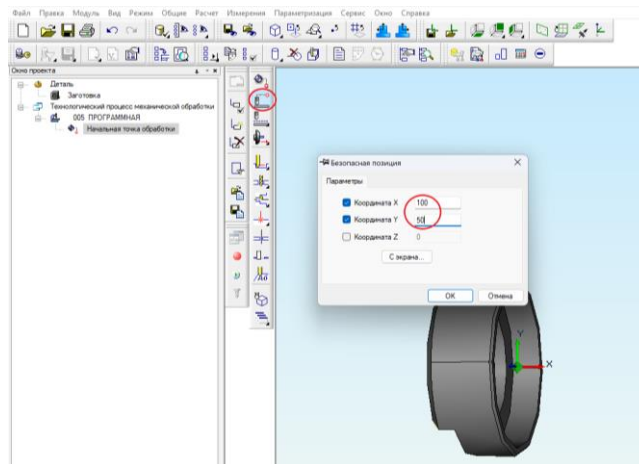 Файл Правка Модуль Вид Режим Общие Расчет Измерения Параметризация Сервис Окно Справка
Окно проекта
Деталь
Заготовка
Технологический процесс механической обработки
005 ПРОГРАММНАЯ
Начальная точка обработки
Безопасная позиция
Параметры
Координата X 100
Координата Y 50
Координата Z 0
С экрана...
OK Отмена
Y
X